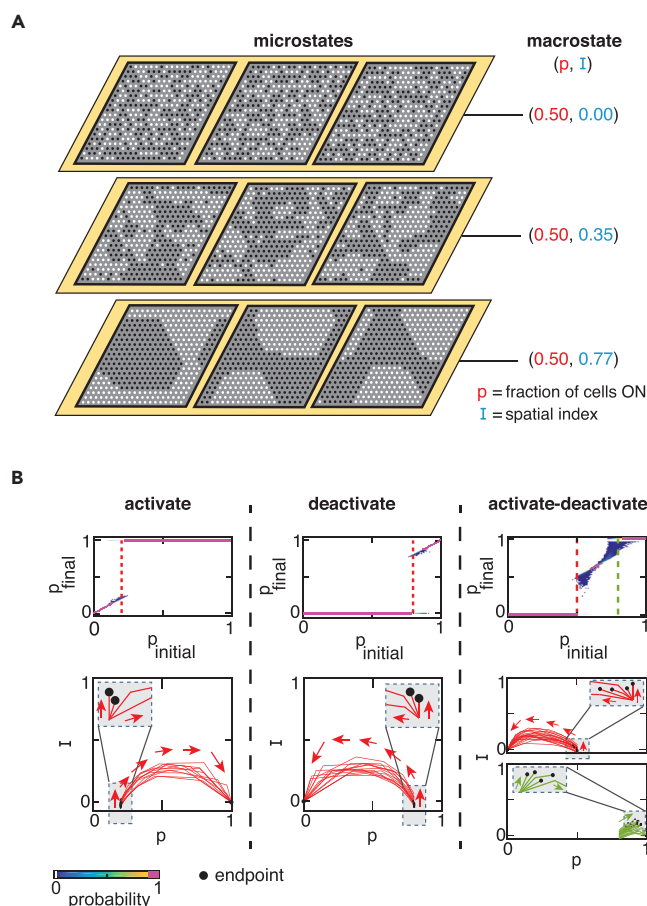 A
microstates
macrostate
(p, I)
(0.50, 0.00)
(0.50, 0.35)
(0.50, 0.77)
p = fraction of cells ON
I = spatial index
B
activate
deactivate
activate-deactivate
1
p final
0
0
p initial
1
1
p final
0
0
p initial
1
1
p final
0
0
p initial
1
1
I
0
0
p
1
1
I
0
0
p
1
1
0
I
1
0
0
p
1
0
1
probability
endpoint